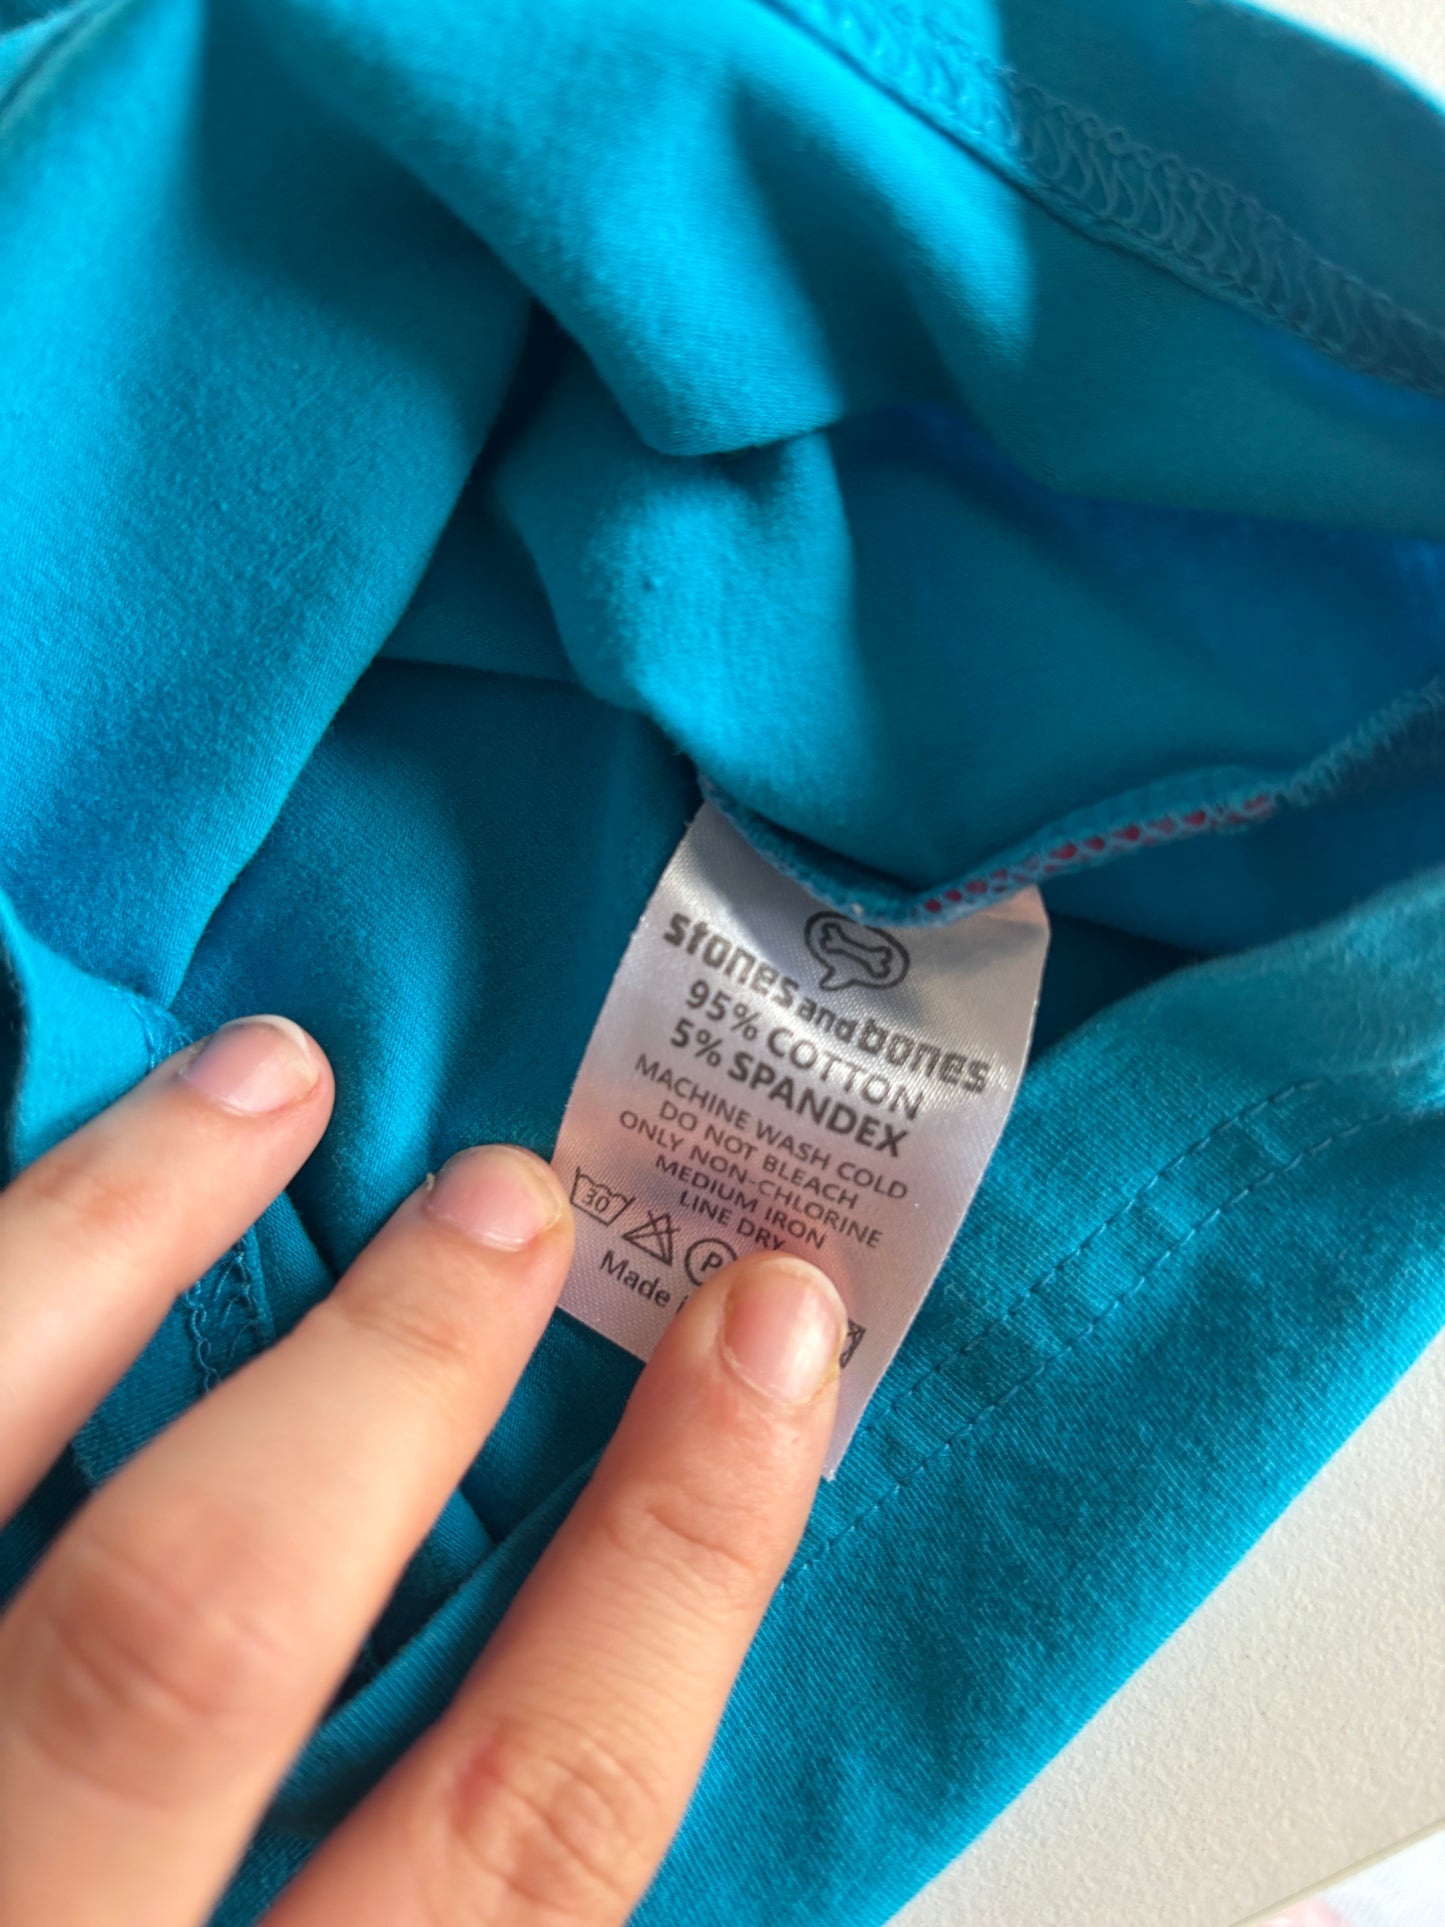 stones and bones
95% COTTON
5% SPANDEX
MACHINE WASH COLD
DO NOT BLEACH
ONLY NON-CHLORINE
MEDIUM IRON
LINE DRY
30 P
Made